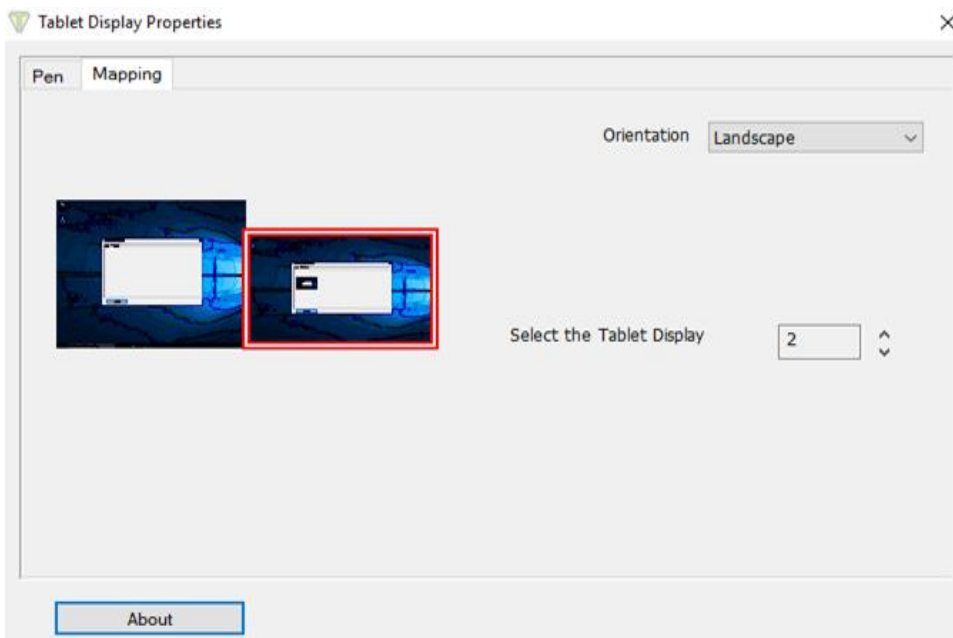 Tablet Display Properties
Pen
Mapping
Orientation
Landscape
Select the Tablet Display
2
About